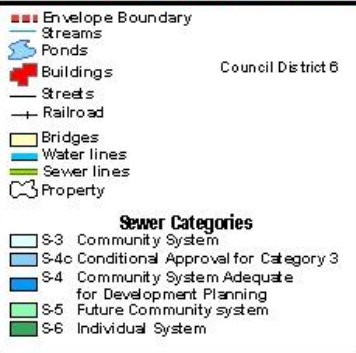 Envelope Boundary
Streams
Ponds
Buildings
Council District 6
Streets
Railroad
Bridges
Water lines
Sewer lines
Property
Sewer Categories
S-3 Community System
S-4c Conditional Approval for Category 3
S-4 Community System Adequate
for Development Planning
S-5 Future Community system
S-6 Individual System